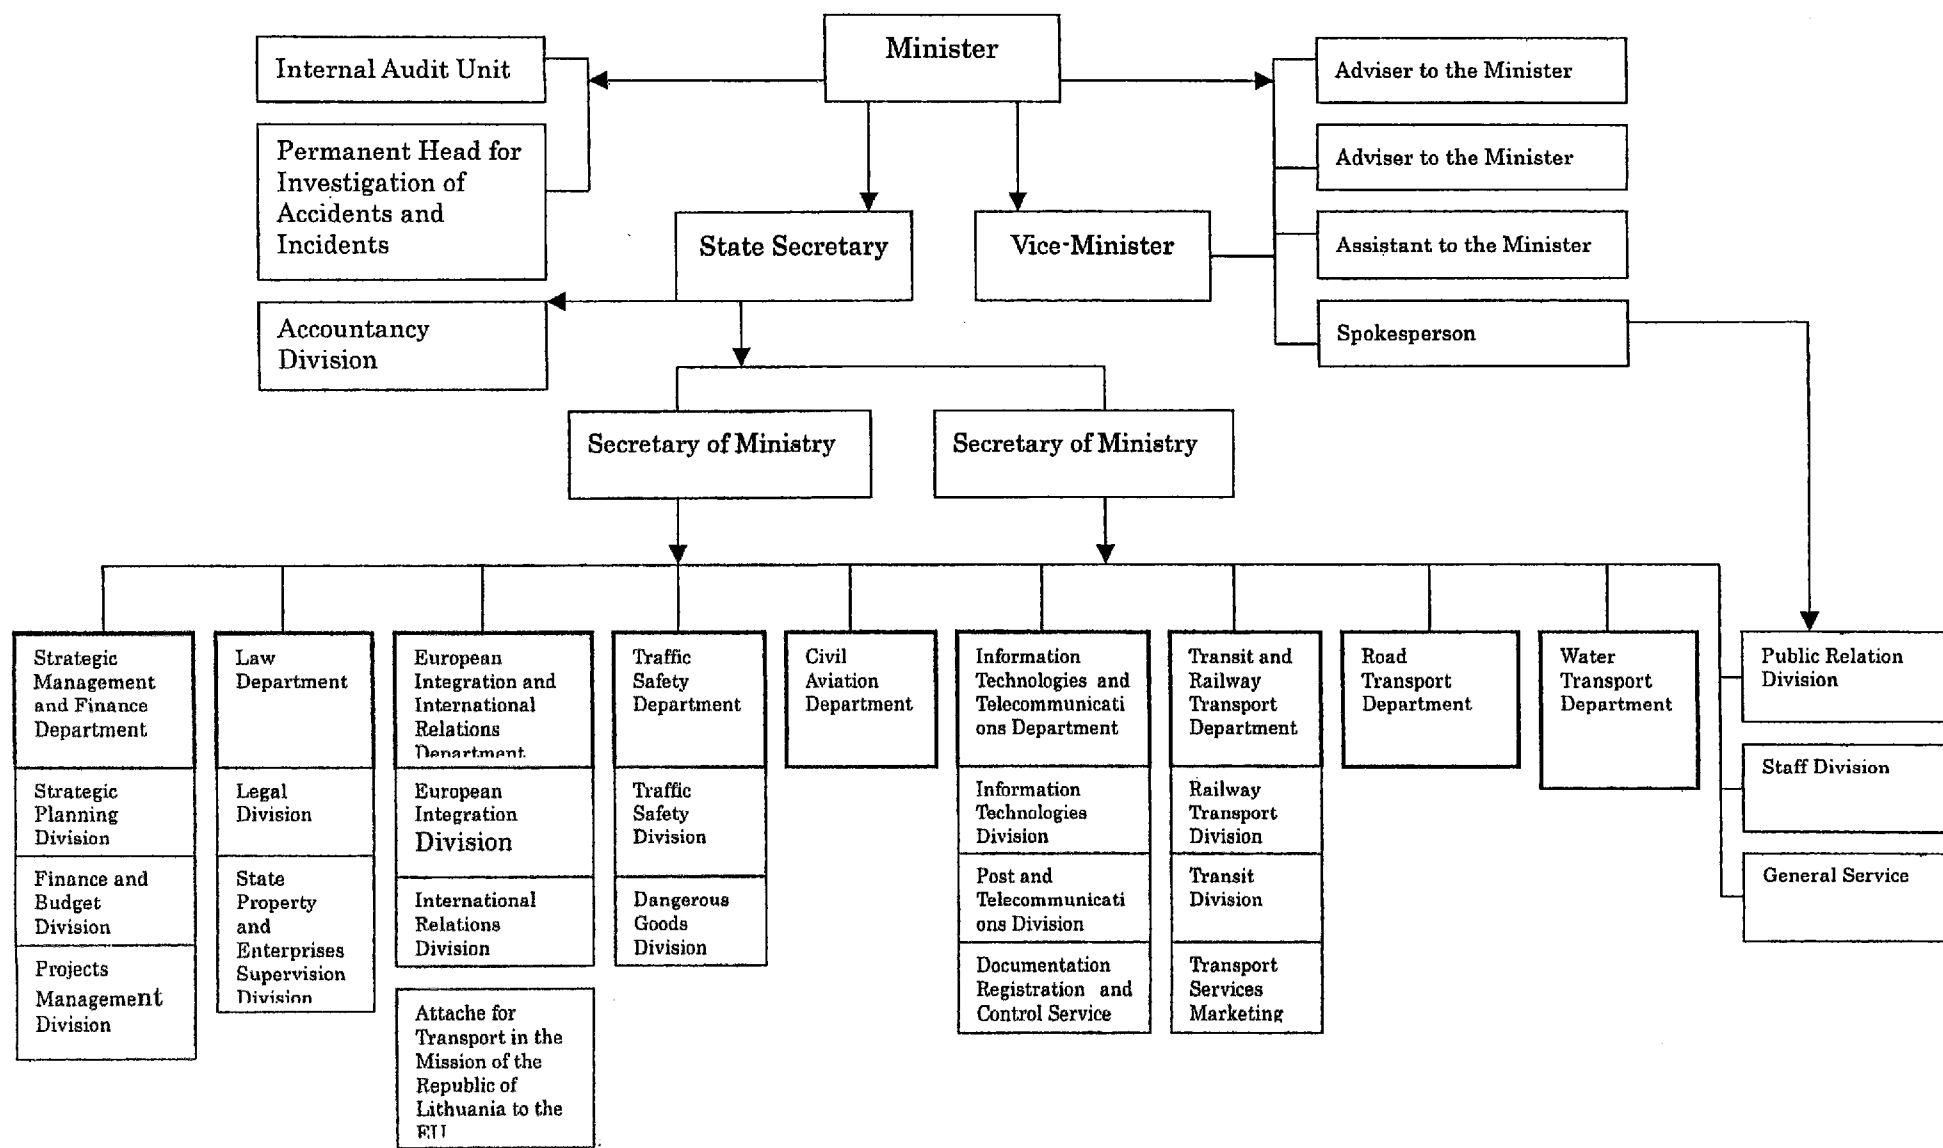 Minister
Internal Audit Unit
Permanent Head for
Investigation of
Accidents and
Incidents
Adviser to the Minister
Adviser to the Minister
Assistant to the Minister
Spokesperson
State Secretary
Vice-Minister
Accountancy
Division
Secretary of Ministry
Secretary of Ministry
Strategic
Management
and Finance
Department
Strategic
Planning
Division
Finance and
Budget
Division
Projects
Management
Division
Law
Department
Legal
Division
State
Property
and
Enterprises
Supervision
Division
European
Integration and
International
Relations
Department
European
Integration
Division
International
Relations
Division
Attache for
Transport in the
Mission of the
Republic of
Lithuania to the
EU
Traffic
Safety
Department
Traffic
Safety
Division
Dangerous
Goods
Division
Civil
Aviation
Department
Information
Technologies and
Telecommunicati
ons Department
Information
Technologies
Division
Post and
Telecommunicati
ons Division
Documentation
Registration and
Control Service
Transit and
Railway
Transport
Department
Railway
Transport
Division
Transit
Division
Transport
Services
Marketing
Road
Transport
Department
Water
Transport
Department
Public Relation
Division
Staff Division
General Service